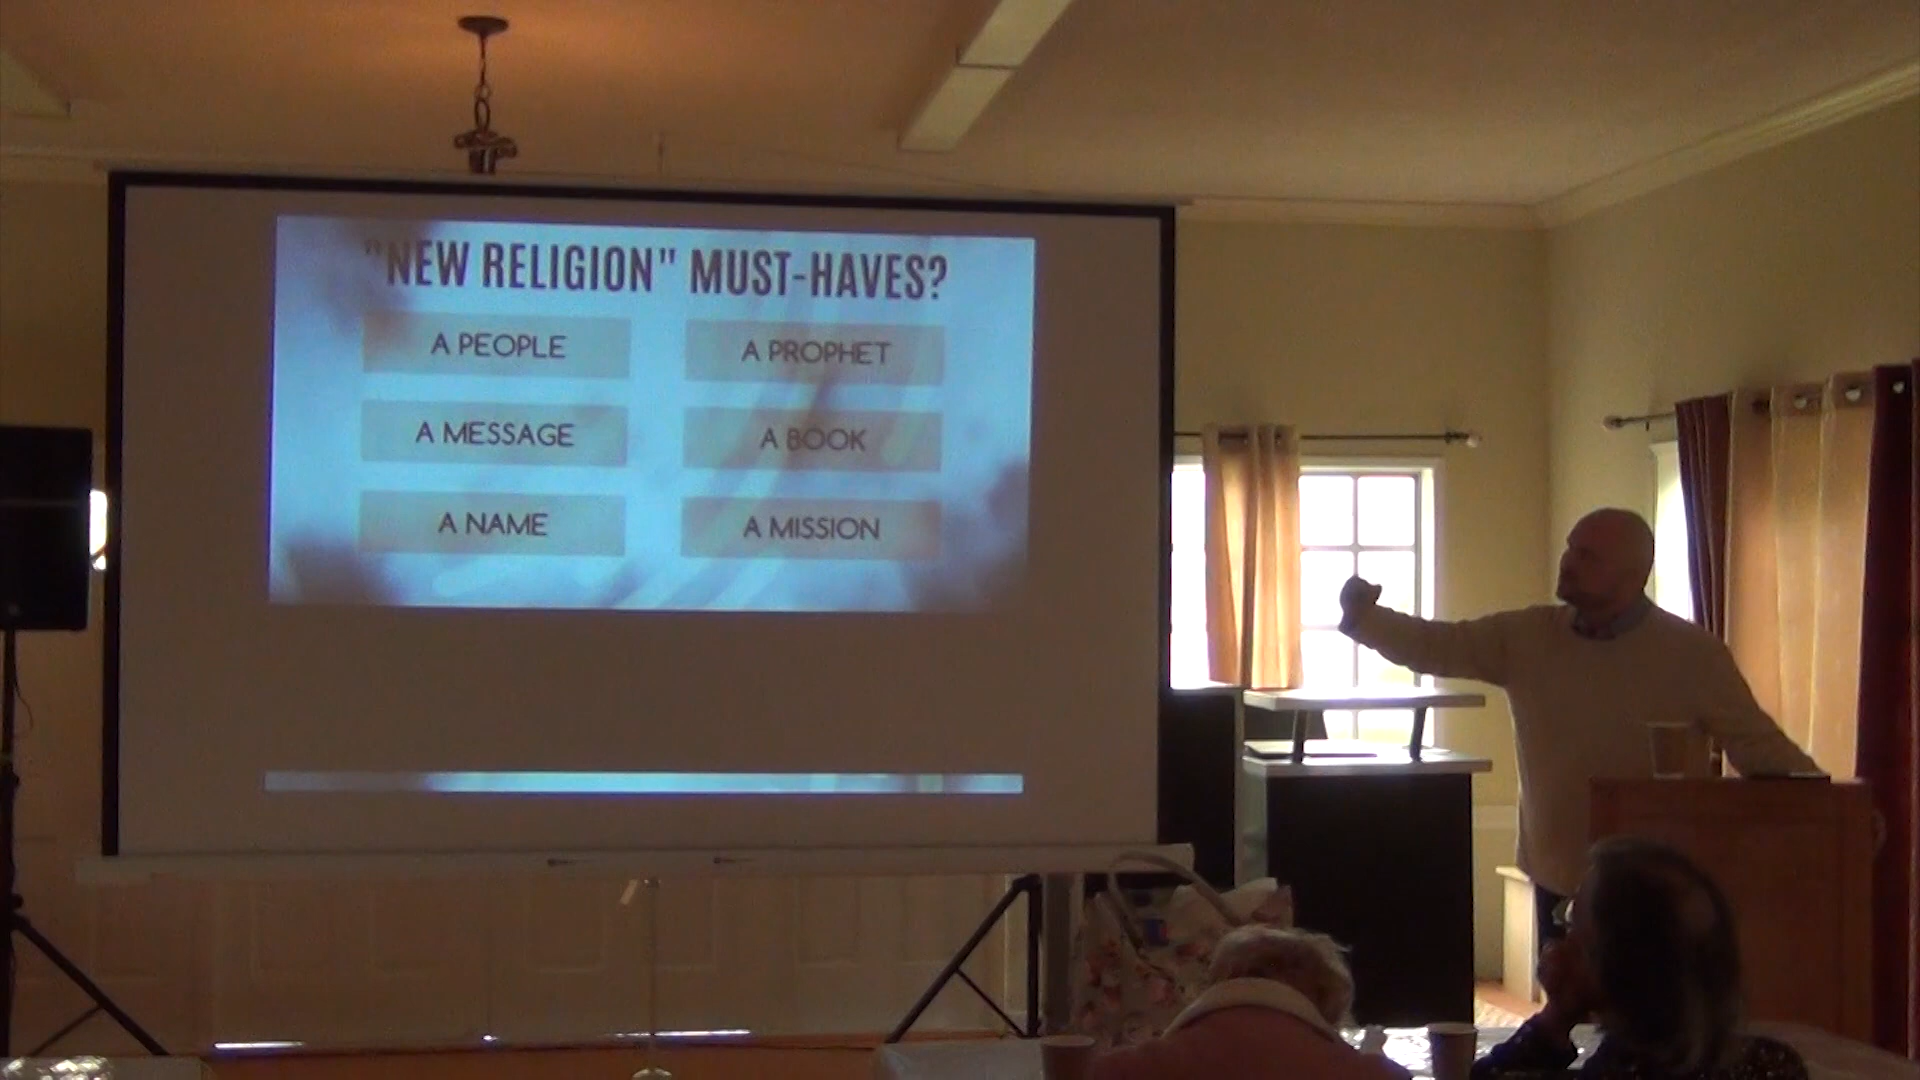 "NEW RELIGION" MUST-HAVES?
A PEOPLE
A PROPHET
A MESSAGE
A BOOK
A NAME
A MISSION